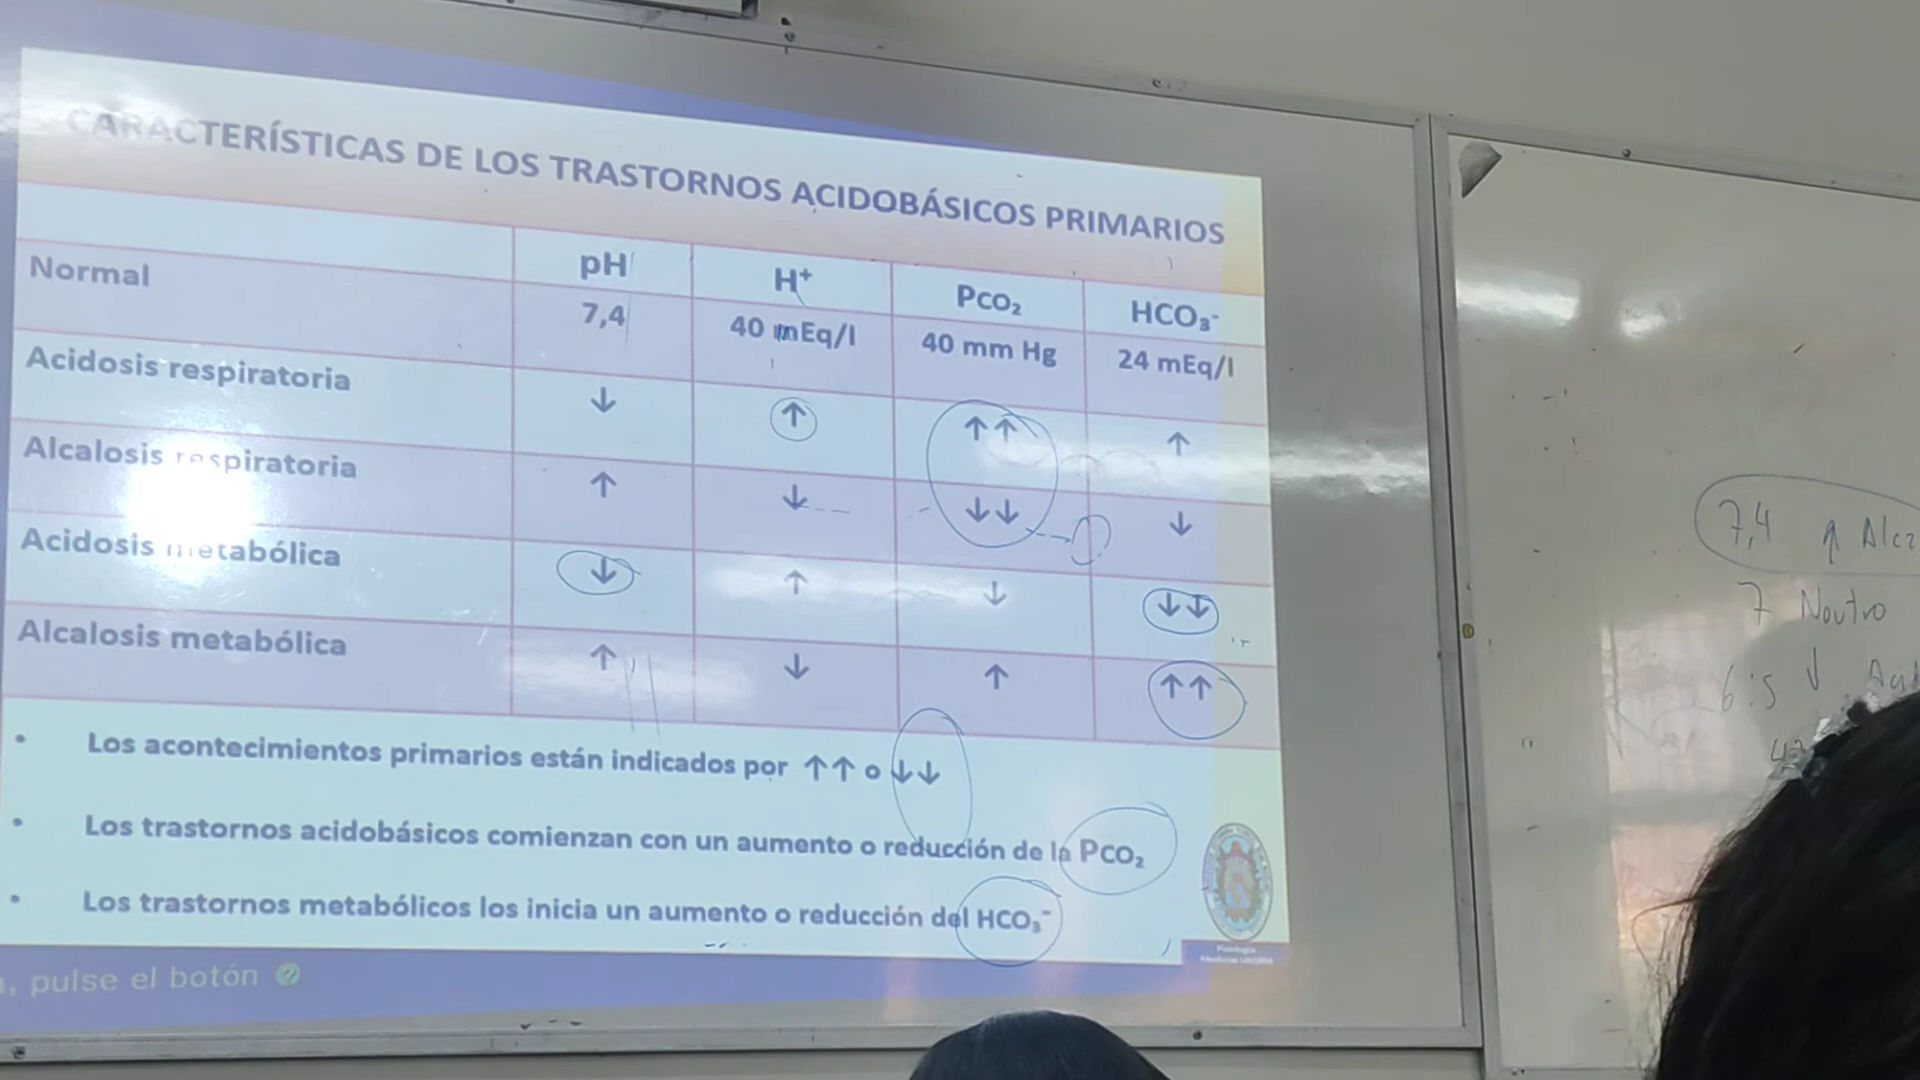 CARACTERÍSTICAS DE LOS TRASTORNOS ACIDOBÁSICOS PRIMARIOS
pH H⁺ Pco₂ HCO₃⁻
Normal 7,4 40 mEq/l 40 mm Hg 24 mEq/l
Acidosis respiratoria ↓ ↑ ↑↑ ↑
Alcalosis respiratoria ↑ ↓ ↓↓ ↓
Acidosis metabólica ↓ ↑ ↓ ↓↓
Alcalosis metabólica ↑ ↓ ↑ ↑↑
• Los acontecimientos primarios están indicados por ↑↑ o ↓↓
• Los trastornos acidobásicos comienzan con un aumento o reducción de la Pco₂
• Los trastornos metabólicos los inicia un aumento o reducción del HCO₃⁻
, pulse el botón
7,4 ↑ Alca
7 Neutro